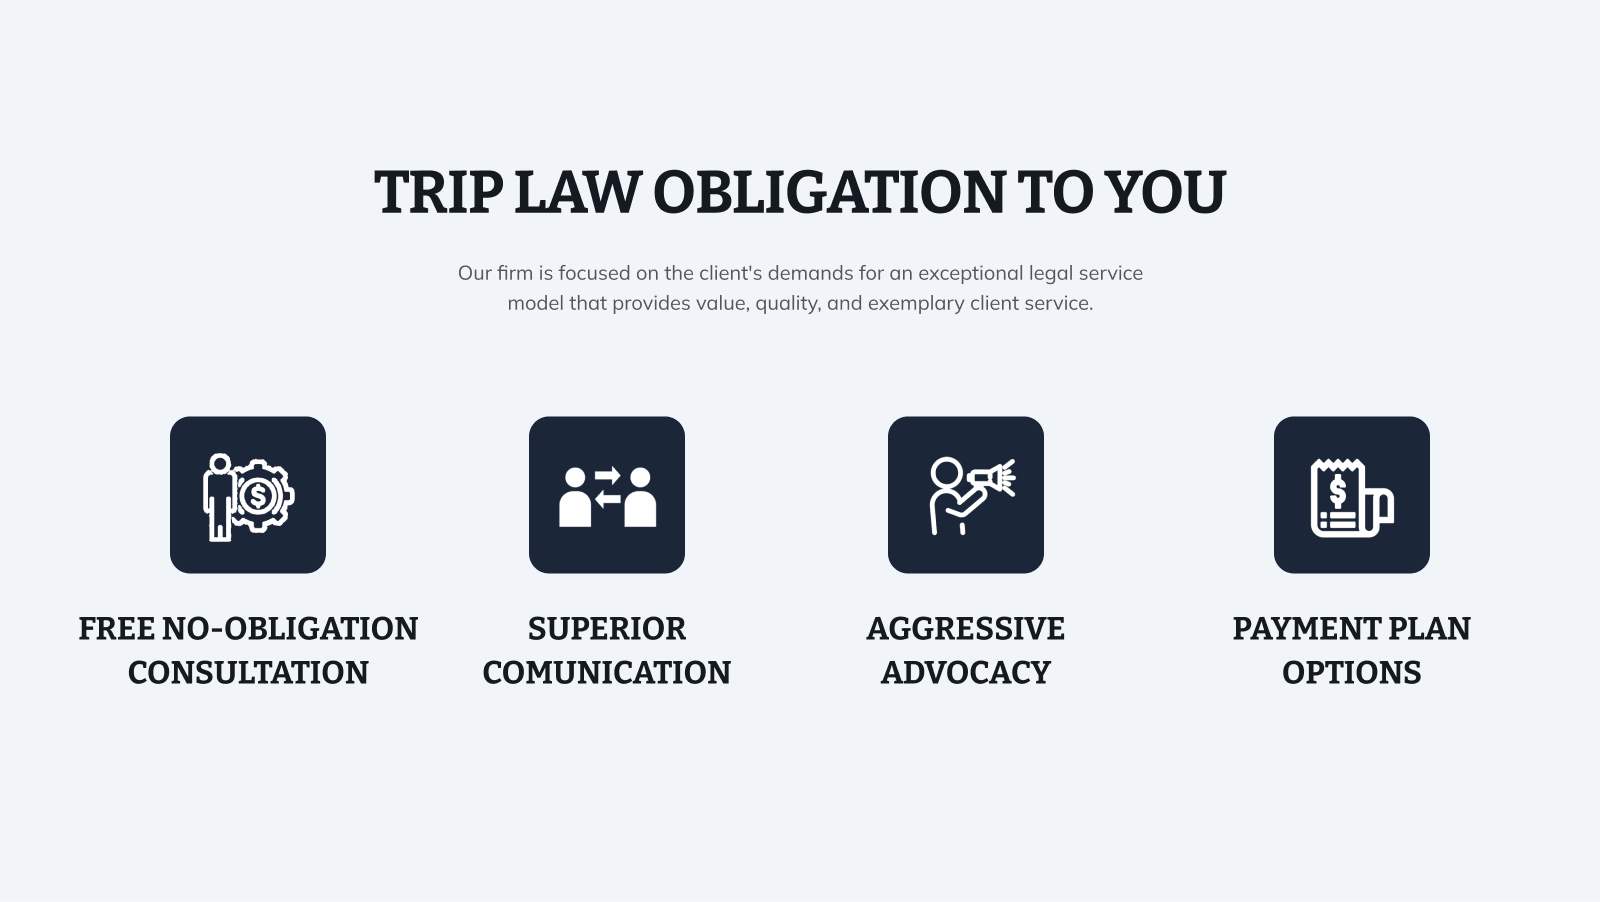 TRIP LAW OBLIGATION TO YOU
Our firm is focused on the client's demands for an exceptional legal service
model that provides value, quality, and exemplary client service.
$
$
FREE NO-OBLIGATION
CONSULTATION
SUPERIOR
COMUNICATION
AGGRESSIVE
ADVOCACY
PAYMENT PLAN
OPTIONS